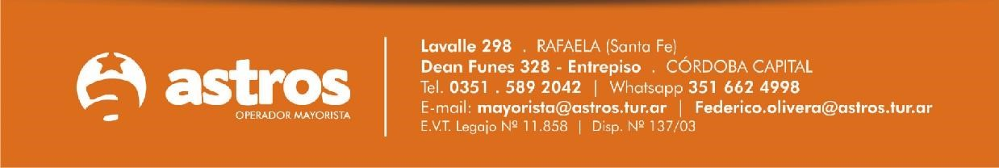 astros
OPERADOR MAYORISTA
Lavalle 298 . RAFAELA (Santa Fe)
Dean Funes 328 - Entrepiso . CÓRDOBA CAPITAL
Tel. 0351 . 589 2042 | Whatsapp 351 662 4998
E-mail: mayorista@astros.tur.ar | Federico.olivera@astros.tur.ar
E.V.T. Legajo Nº 11.858 | Disp. Nº 137/03